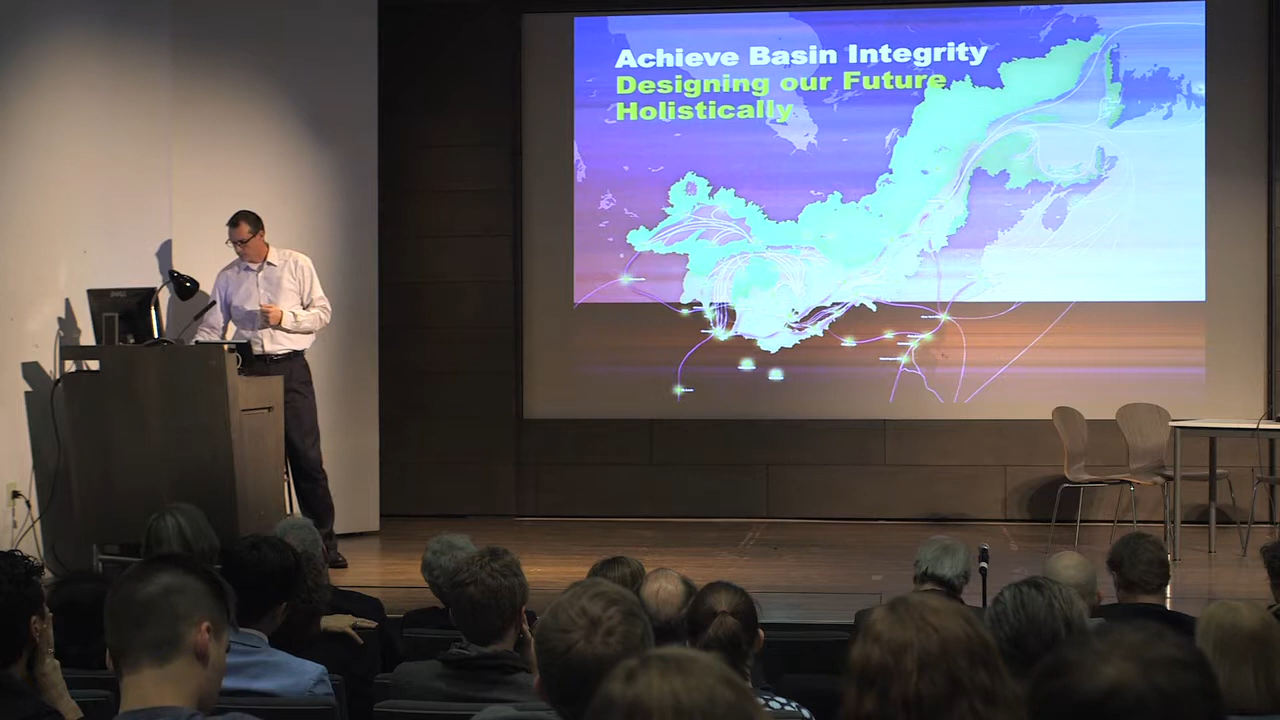 Achieve Basin Integrity
Designing our Future
Holistically